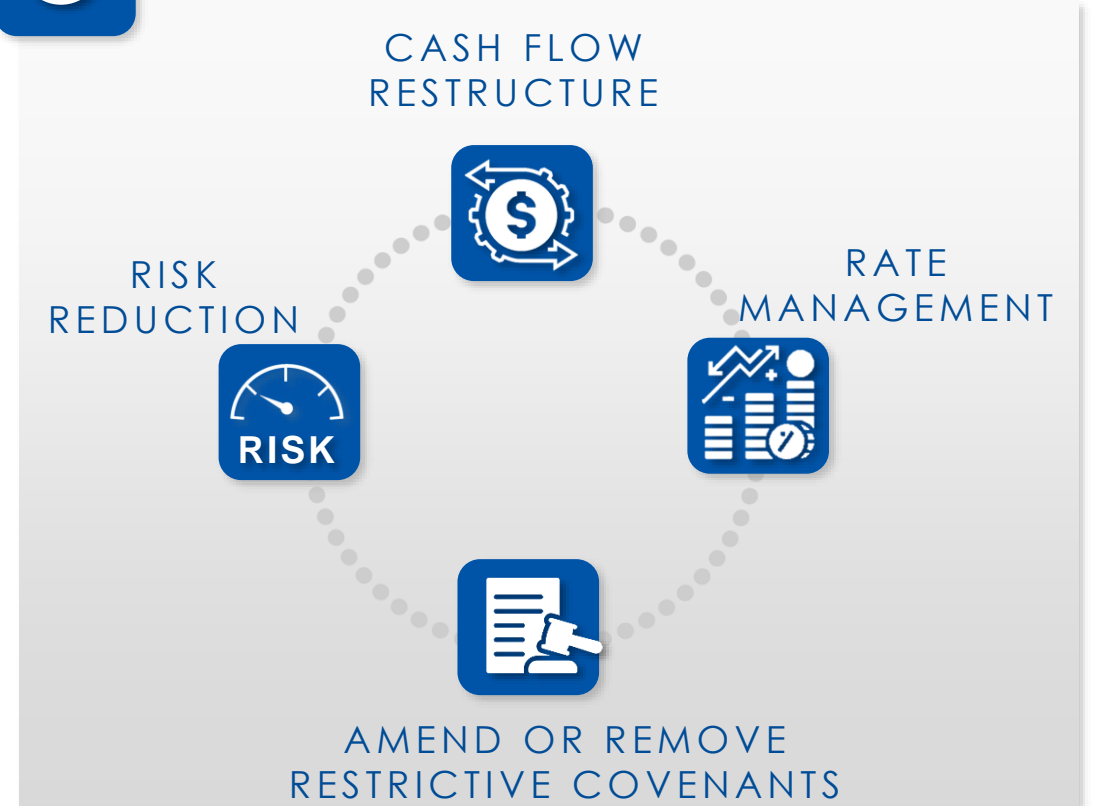 CASH FLOW
RESTRUCTURE
$
RISK
REDUCTION
RATE
MANAGEMENT
+
-
%
RISK
AMEND OR REMOVE
RESTRICTIVE COVENANTS